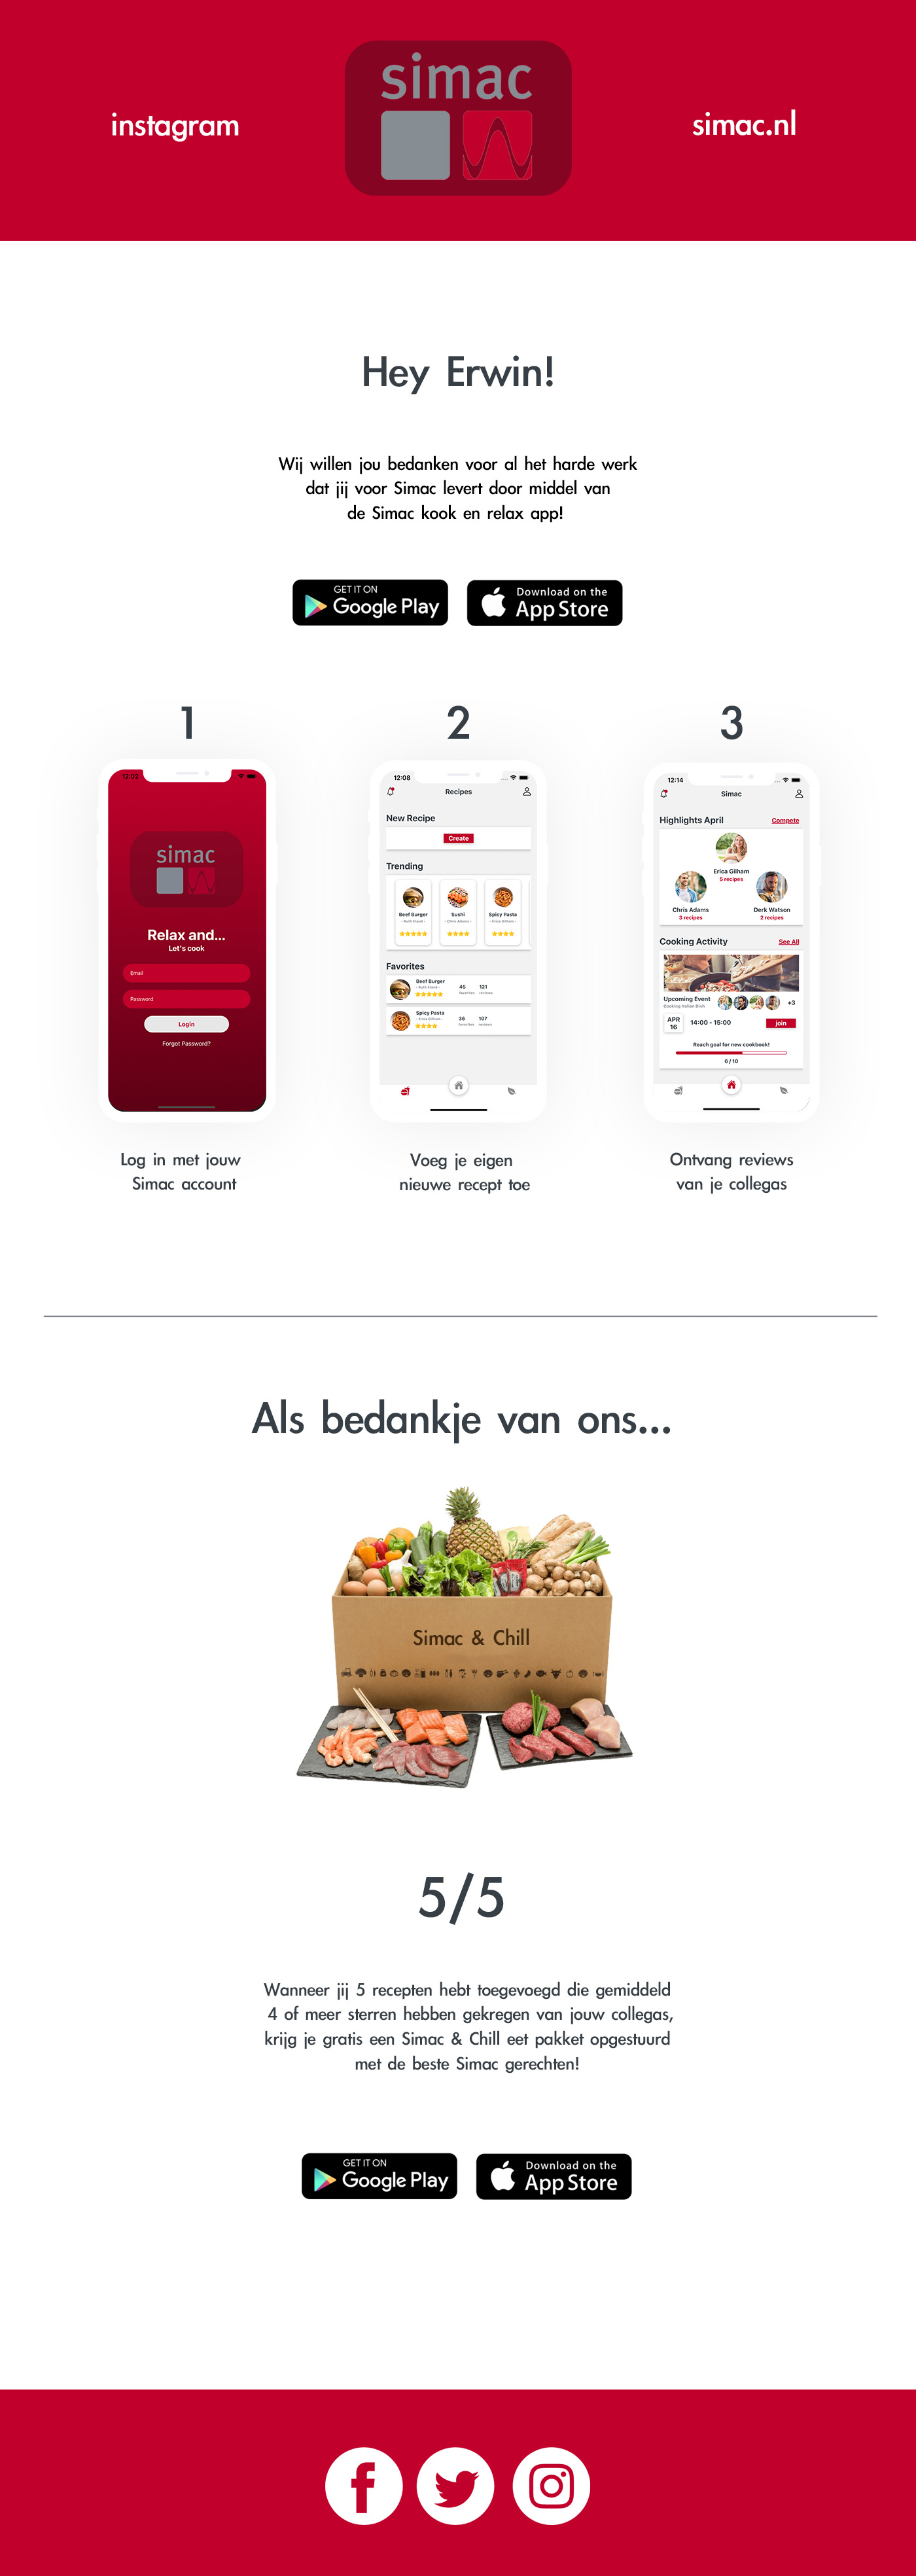 instagram
simac
simac.nl
Hey Erwin!
Wij willen jou bedanken voor al het harde werk
dat jij voor Simac levert door middel van
de Simac kook en relax app!
GET IT ON
Google Play
Download on the
App Store
1
2
3
12:02
simac
Relax and...
Let's cook
Email
Password
Login
Forgot Password?
12:08
Recipes
New Recipe
Create
Trending
Beef Burger
Sushi
Spicy Pasta
Favorites
Beef Burger
45
121
favorites
reviews
Spicy Pasta
- Erica Gilham -
36
107
favorites
reviews
12:14
Simac
Highlights April
Compete
Erica Gilham
5 recipes
Chris Adams
3 recipes
Derk Watson
2 recipes
Cooking Activity
See All
Upcoming Event
Cooking Italian Dish
+3
APR
16
14:00 - 15:00
join
Reach goal for new cookbook!
6 / 10
Log in met jouw
Simac account
Voeg je eigen
nieuwe recept toe
Ontvang reviews
van je collegas
Als bedankje van ons...
Simac & Chill
5/5
Wanneer jij 5 recepten hebt toegevoegd die gemiddeld
4 of meer sterren hebben gekregen van jouw collegas,
krijg je gratis een Simac & Chill eet pakket opgestuurd
met de beste Simac gerechten!
GET IT ON
Google Play
Download on the
App Store